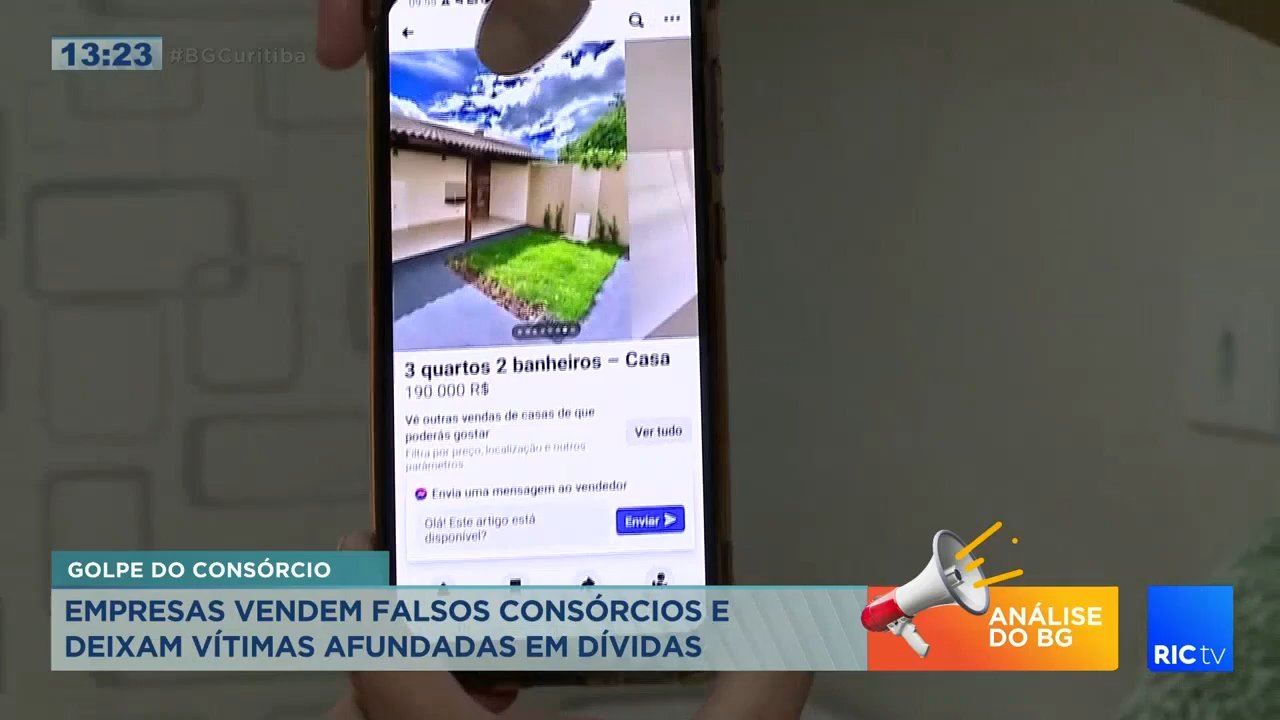 13:23 #BGCuritiba
3 quartos 2 banheiros – Casa
190 000 R$
Vê outras vendas de casas de que
poderás gostar
Ver tudo
Filtra por preço, localização e outros
parâmetros
Envia uma mensagem ao vendedor
Olá! Este artigo está
disponível?
Enviar
GOLPE DO CONSÓRCIO
EMPRESAS VENDEM FALSOS CONSÓRCIOS E
DEIXAM VÍTIMAS AFUNDADAS EM DÍVIDAS
ANÁLISE
DO BG
RIC tv